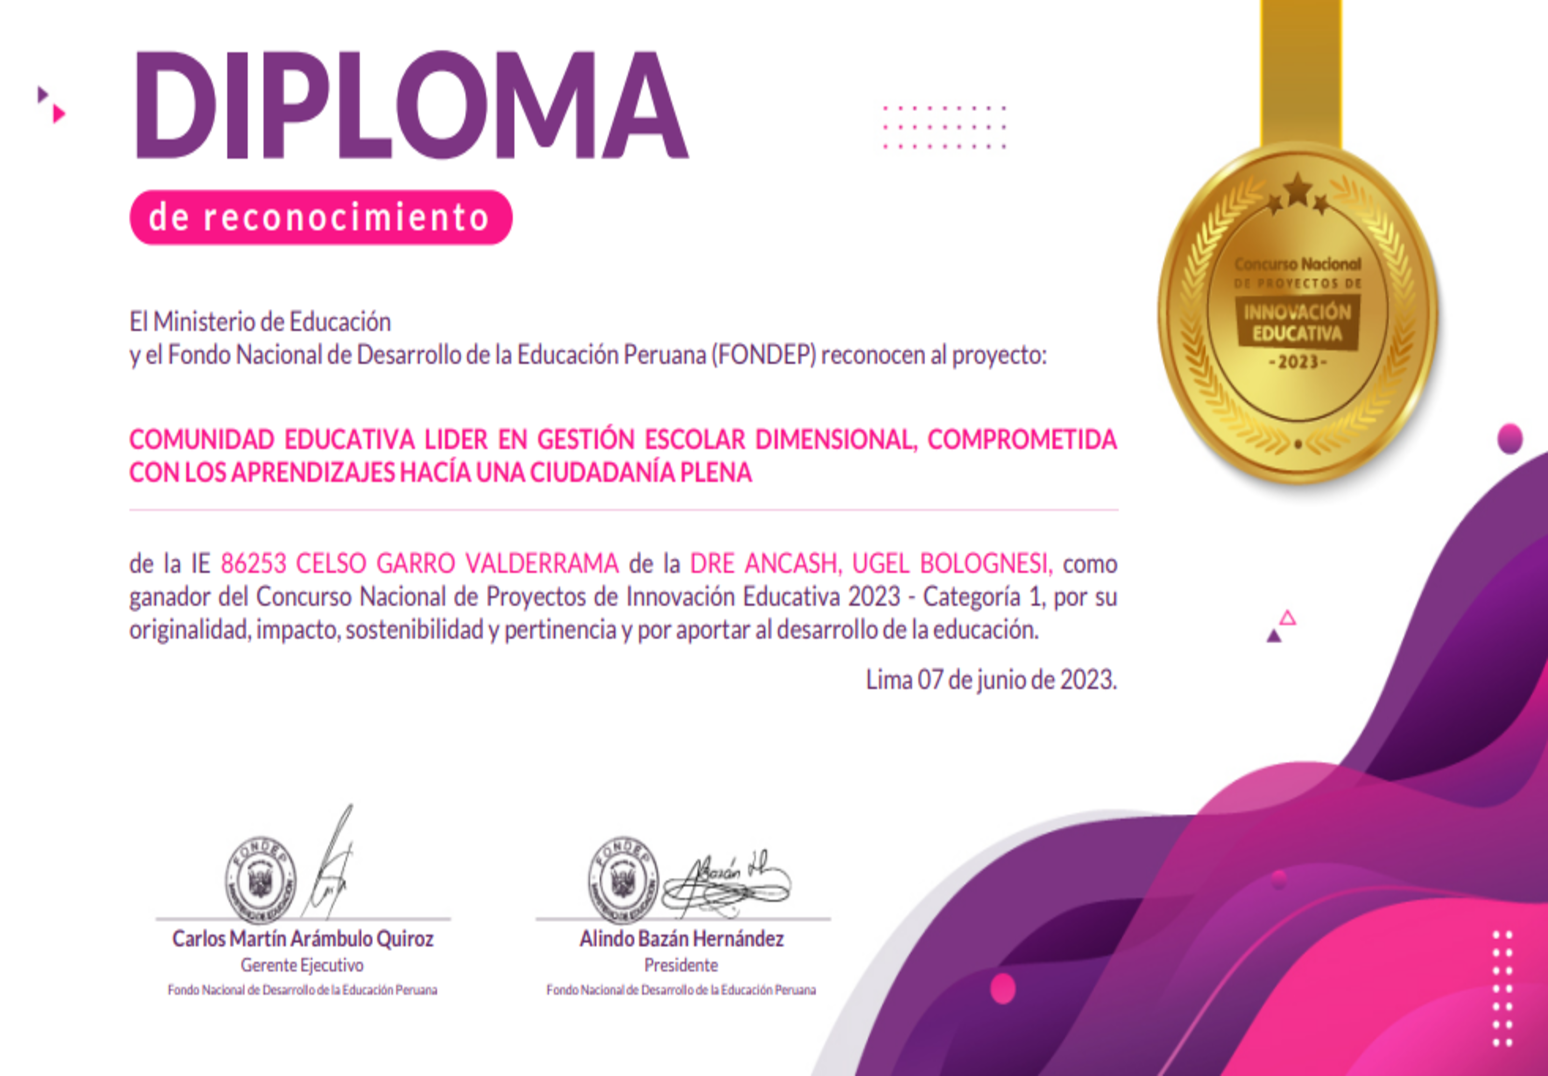 DIPLOMA
de reconocimiento
Concurso Nacional
DE PROYECTOS DE
INNOVACIÓN
EDUCATIVA
-2023-
El Ministerio de Educación
y el Fondo Nacional de Desarrollo de la Educación Peruana (FONDEP) reconocen al proyecto:
COMUNIDAD EDUCATIVA LIDER EN GESTIÓN ESCOLAR DIMENSIONAL, COMPROMETIDA
CON LOS APRENDIZAJES HACÍA UNA CIUDADANÍA PLENA
de la IE 86253 CELSO GARRO VALDERRAMA de la DRE ANCASH, UGEL BOLOGNESI, como
ganador del Concurso Nacional de Proyectos de Innovación Educativa 2023 - Categoría 1, por su
originalidad, impacto, sostenibilidad y pertinencia y por aportar al desarrollo de la educación.
Lima 07 de junio de 2023.
FONDEP
MINISTERIO DE EDUCACION
FONDEP
MINISTERIO DE EDUCACION
Bazán
Carlos Martín Arámbulo Quiroz
Gerente Ejecutivo
Fondo Nacional de Desarrollo de la Educación Peruana
Alindo Bazán Hernández
Presidente
Fondo Nacional de Desarrollo de la Educación Peruana